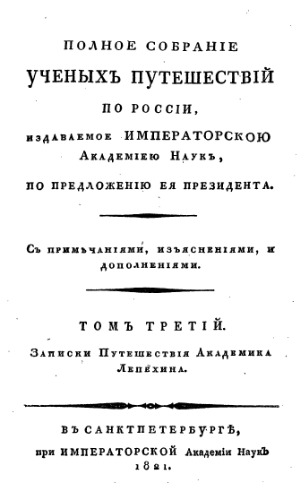 ПОЛНОЕ СОБРАНІЕ
УЧЕНЫХЪ ПУТЕШЕСТВІЙ
ПО РОССІИ,
ИЗДАВАЕМОЕ ИМПЕРАТОРСКОЮ
АКАДЕМІЕЮ НАУКЪ,
ПО ПРЕДЛОЖЕНІЮ ЕЯ ПРЕЗИДЕНТА.
СЪ ПРИМѢЧАНІЯМИ, ИЗЪЯСНЕНІЯМИ, И
ДОПОЛНЕНІЯМИ.
ТОМЪ ТРЕТІЙ.
ЗАПИСКИ ПУТЕШЕСТВІЯ АКАДЕМИКА
ЛЕПЕХИНА.
ВЪ САНКТПЕТЕРБУРГѢ,
при ИМПЕРАТОРСКОЙ Академіи Наукъ
1821.